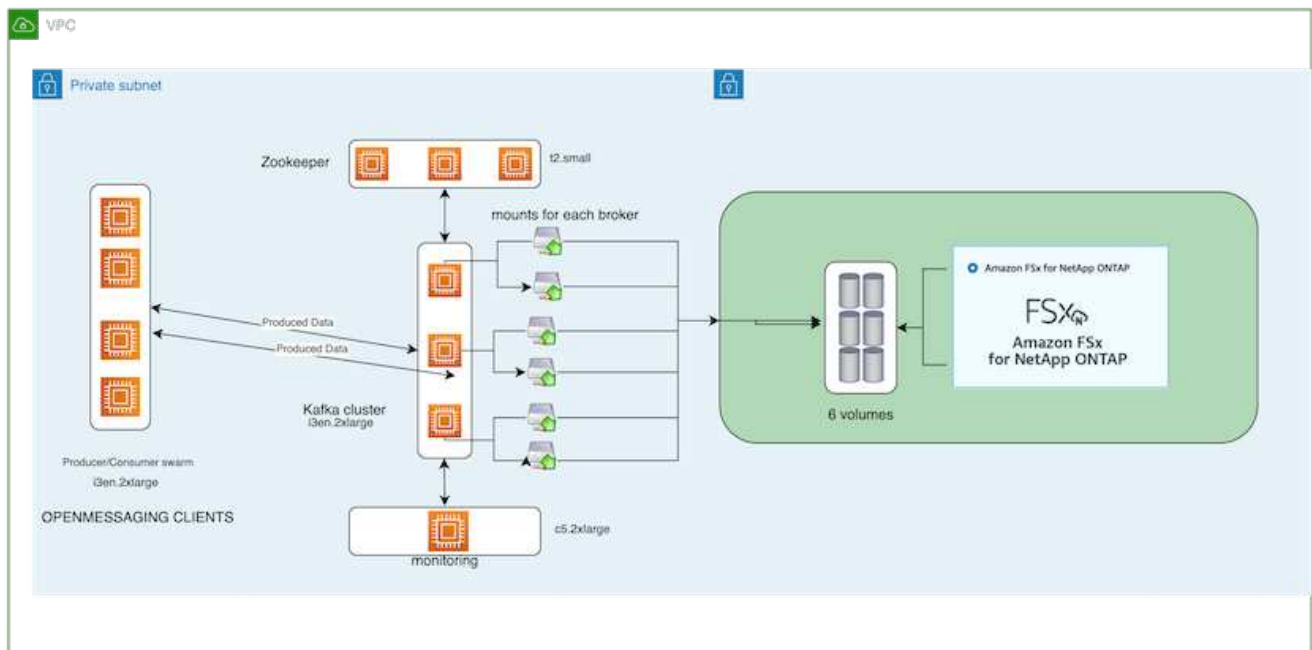 VPC
Private subnet
Zookeeper
t2.small
mounts for each broker
Produced Data
Produced Data
Kafka cluster
i3en.2xlarge
Producer/Consumer swarm
i3en.2xlarge
OPENMESSAGING CLIENTS
c5.2xlarge
monitoring
6 volumes
Amazon FSx for NetApp ONTAP
FSx
N
Amazon FSx
for NetApp ONTAP